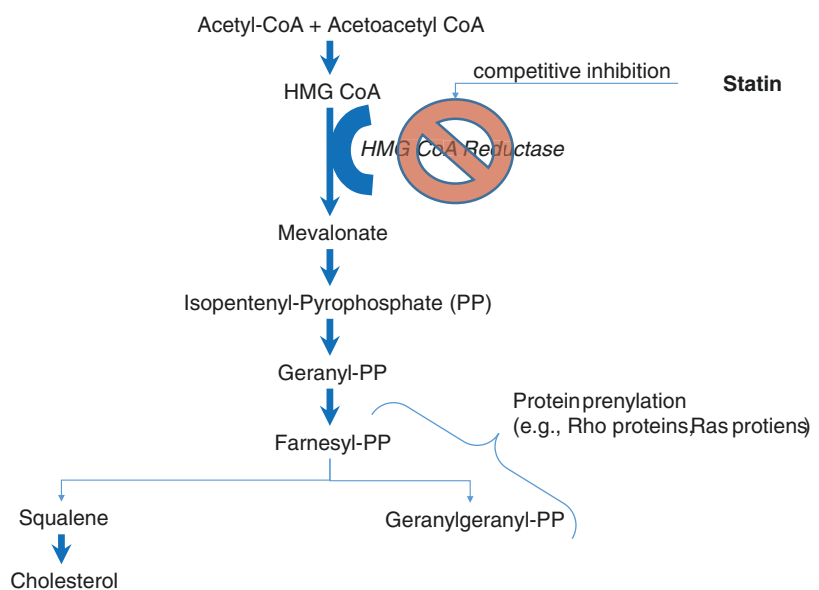 Acetyl-CoA + Acetoacetyl CoA
competitive inhibition
Statin
HMG CoA
HMG CoA Reductase
Mevalonate
Isopentenyl-Pyrophosphate (PP)
Geranyl-PP
Protein prenylation
(e.g., Rho proteins,Ras protiens)
Farnesyl-PP
Squalene
Geranylgeranyl-PP
Cholesterol